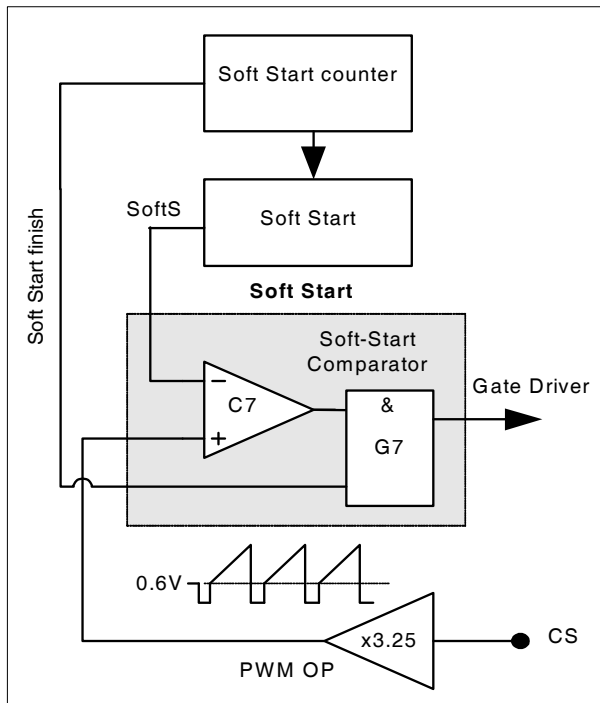 Soft Start counter
Soft Start finish
SoftS
Soft Start
Soft Start
Soft-Start
Comparator
Gate Driver
−
C7
+
&
G7
0.6V
x3.25
CS
PWM OP